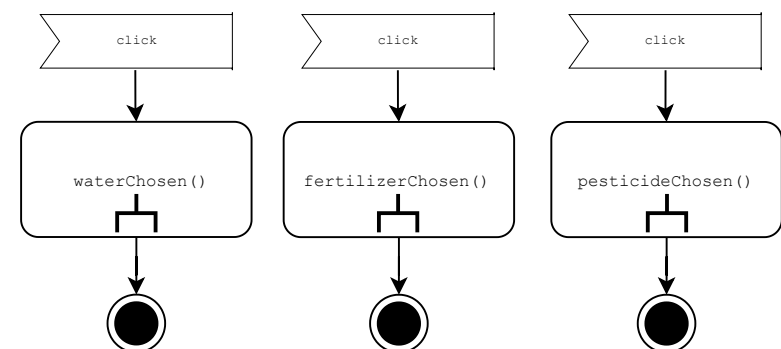 click
click
click
waterChosen()
fertilizerChosen()
pesticideChosen()